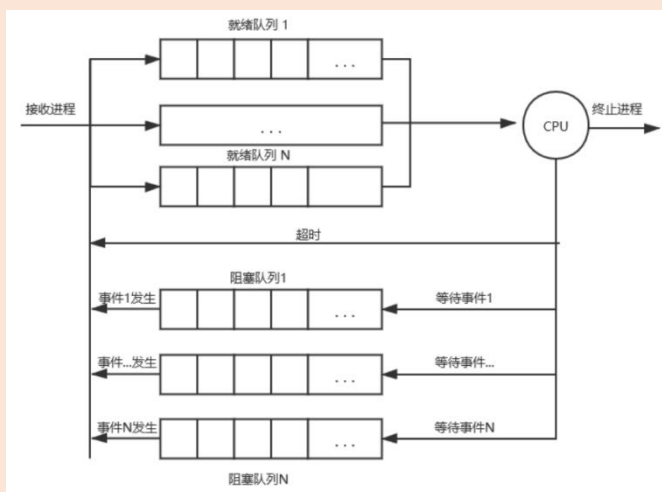 就绪队列 1
...
接收进程
...
CPU
终止进程
就绪队列 N
超时
阻塞队列1
事件1发生
...
等待事件1
事件...发生
...
等待事件...
事件N发生
...
等待事件N
阻塞队列N